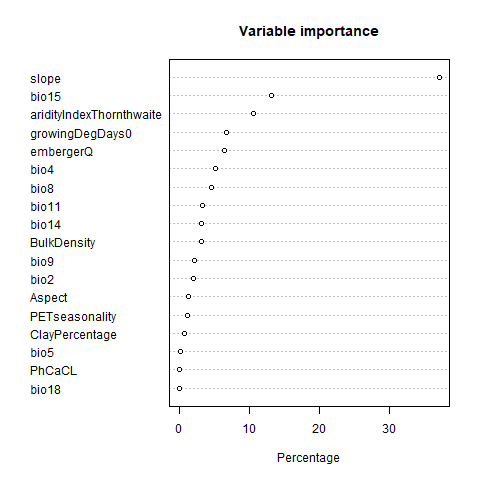 Variable importance
slope
bio15
aridityIndexThornthwaite
growingDegDays0
embergerQ
bio4
bio8
bio11
bio14
BulkDensity
bio9
bio2
Aspect
PETseasonality
ClayPercentage
bio5
PhCaCL
bio18
0 10 20 30
Percentage